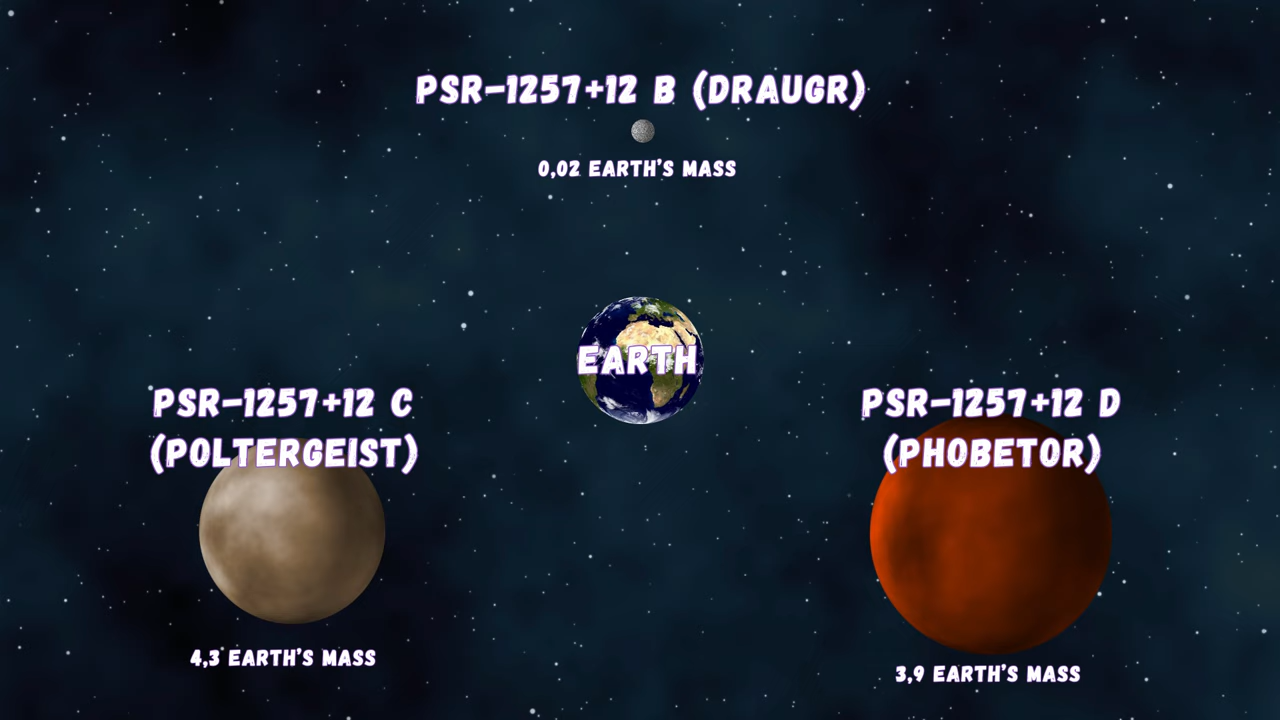 PSR-1257+12 B (DRAUGR)
0,02 EARTH'S MASS
EARTH
PSR-1257+12 C
(POLTERGEIST)
4,3 EARTH'S MASS
PSR-1257+12 D
(PHOBETOR)
3,9 EARTH'S MASS